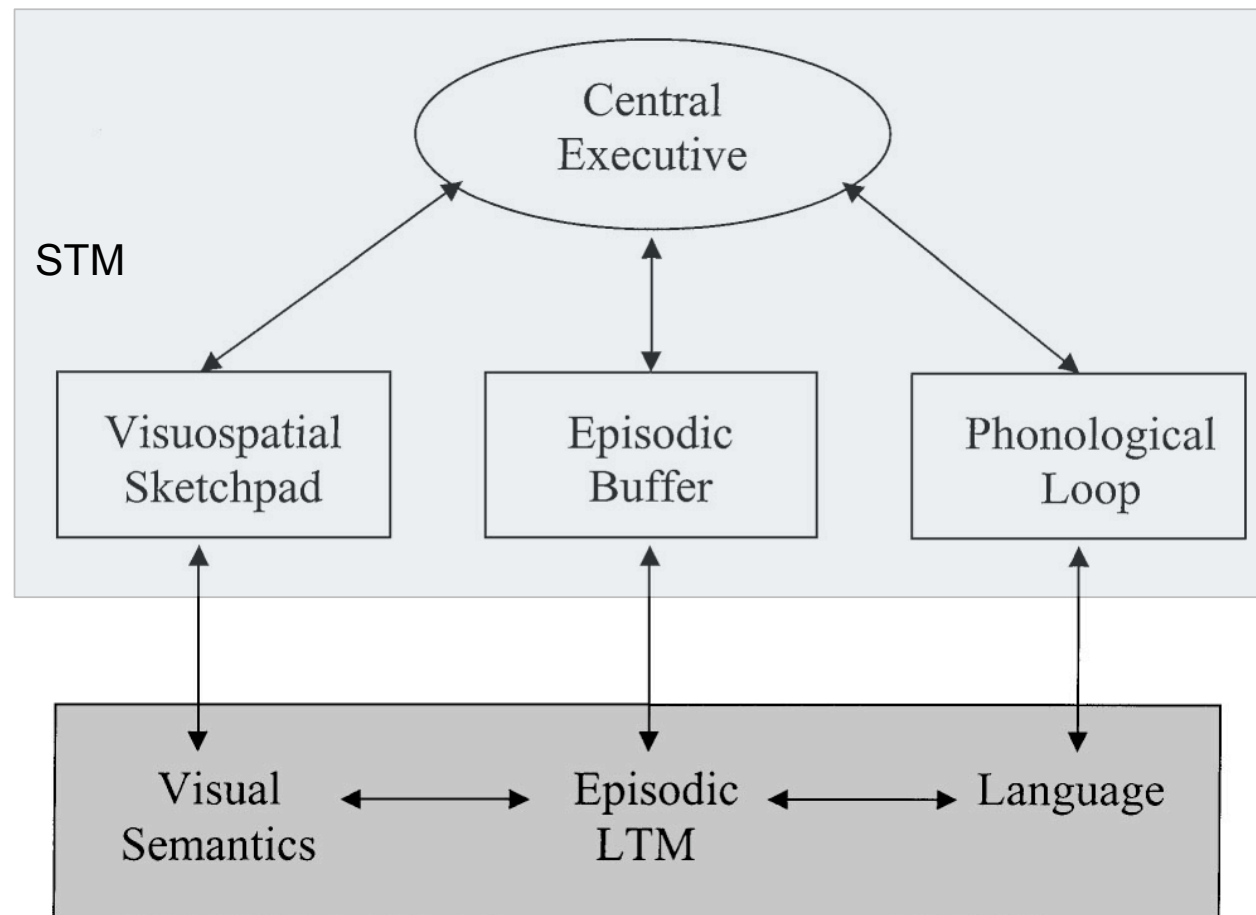 Central
Executive
STM
Visuospatial
Sketchpad
Episodic
Buffer
Phonological
Loop
Visual
Semantics
Episodic
LTM
Language